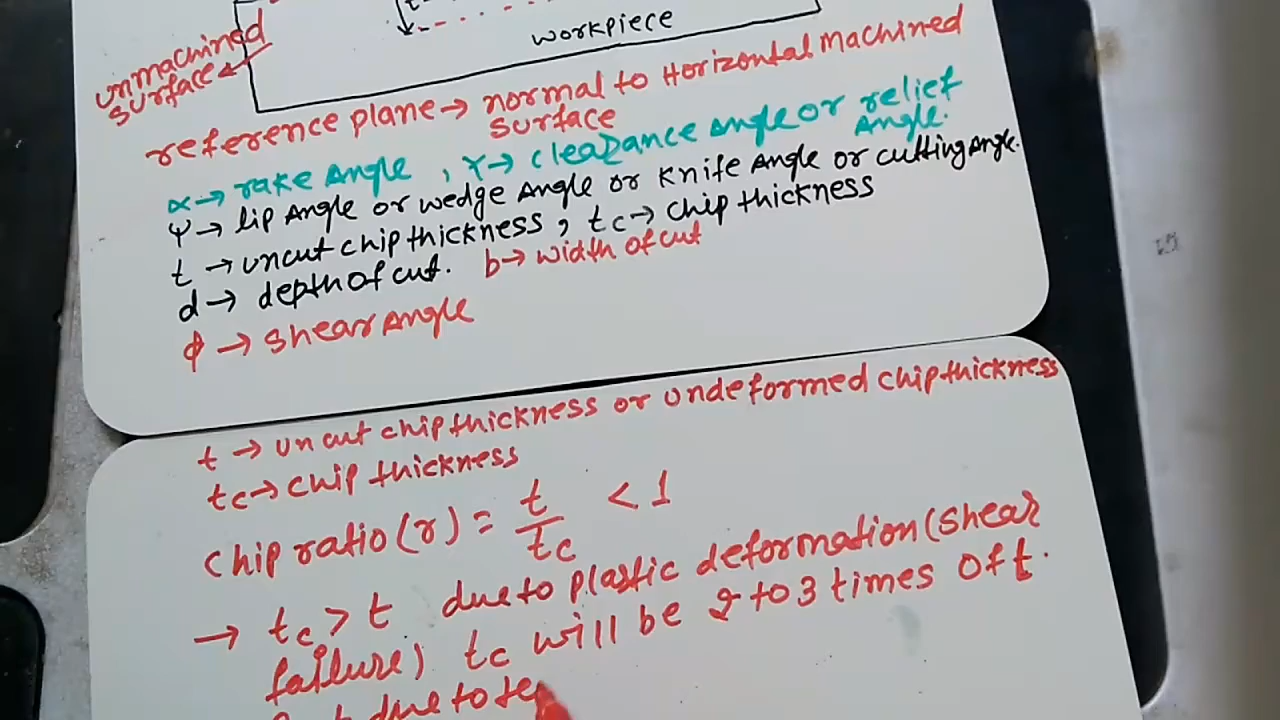 t
workpiece
unmachined
surface
reference plane → normal to Horizontal Machined
surface
α → rake Angle , γ → clearance Angle or relief
Angle.
ψ → lip Angle or wedge Angle or knife Angle or cutting Angle.
t → uncut chip thickness , tc → chip thickness
d → depth of cut. b → width of cut
ϕ → shear Angle
t → uncut chip thickness or undeformed chip thickness
tc → chip thickness
chip ratio (r) = t/tc < 1
→ tc > t due to plastic deformation (shear
failure) tc will be 2 to 3 times of t.
due to te